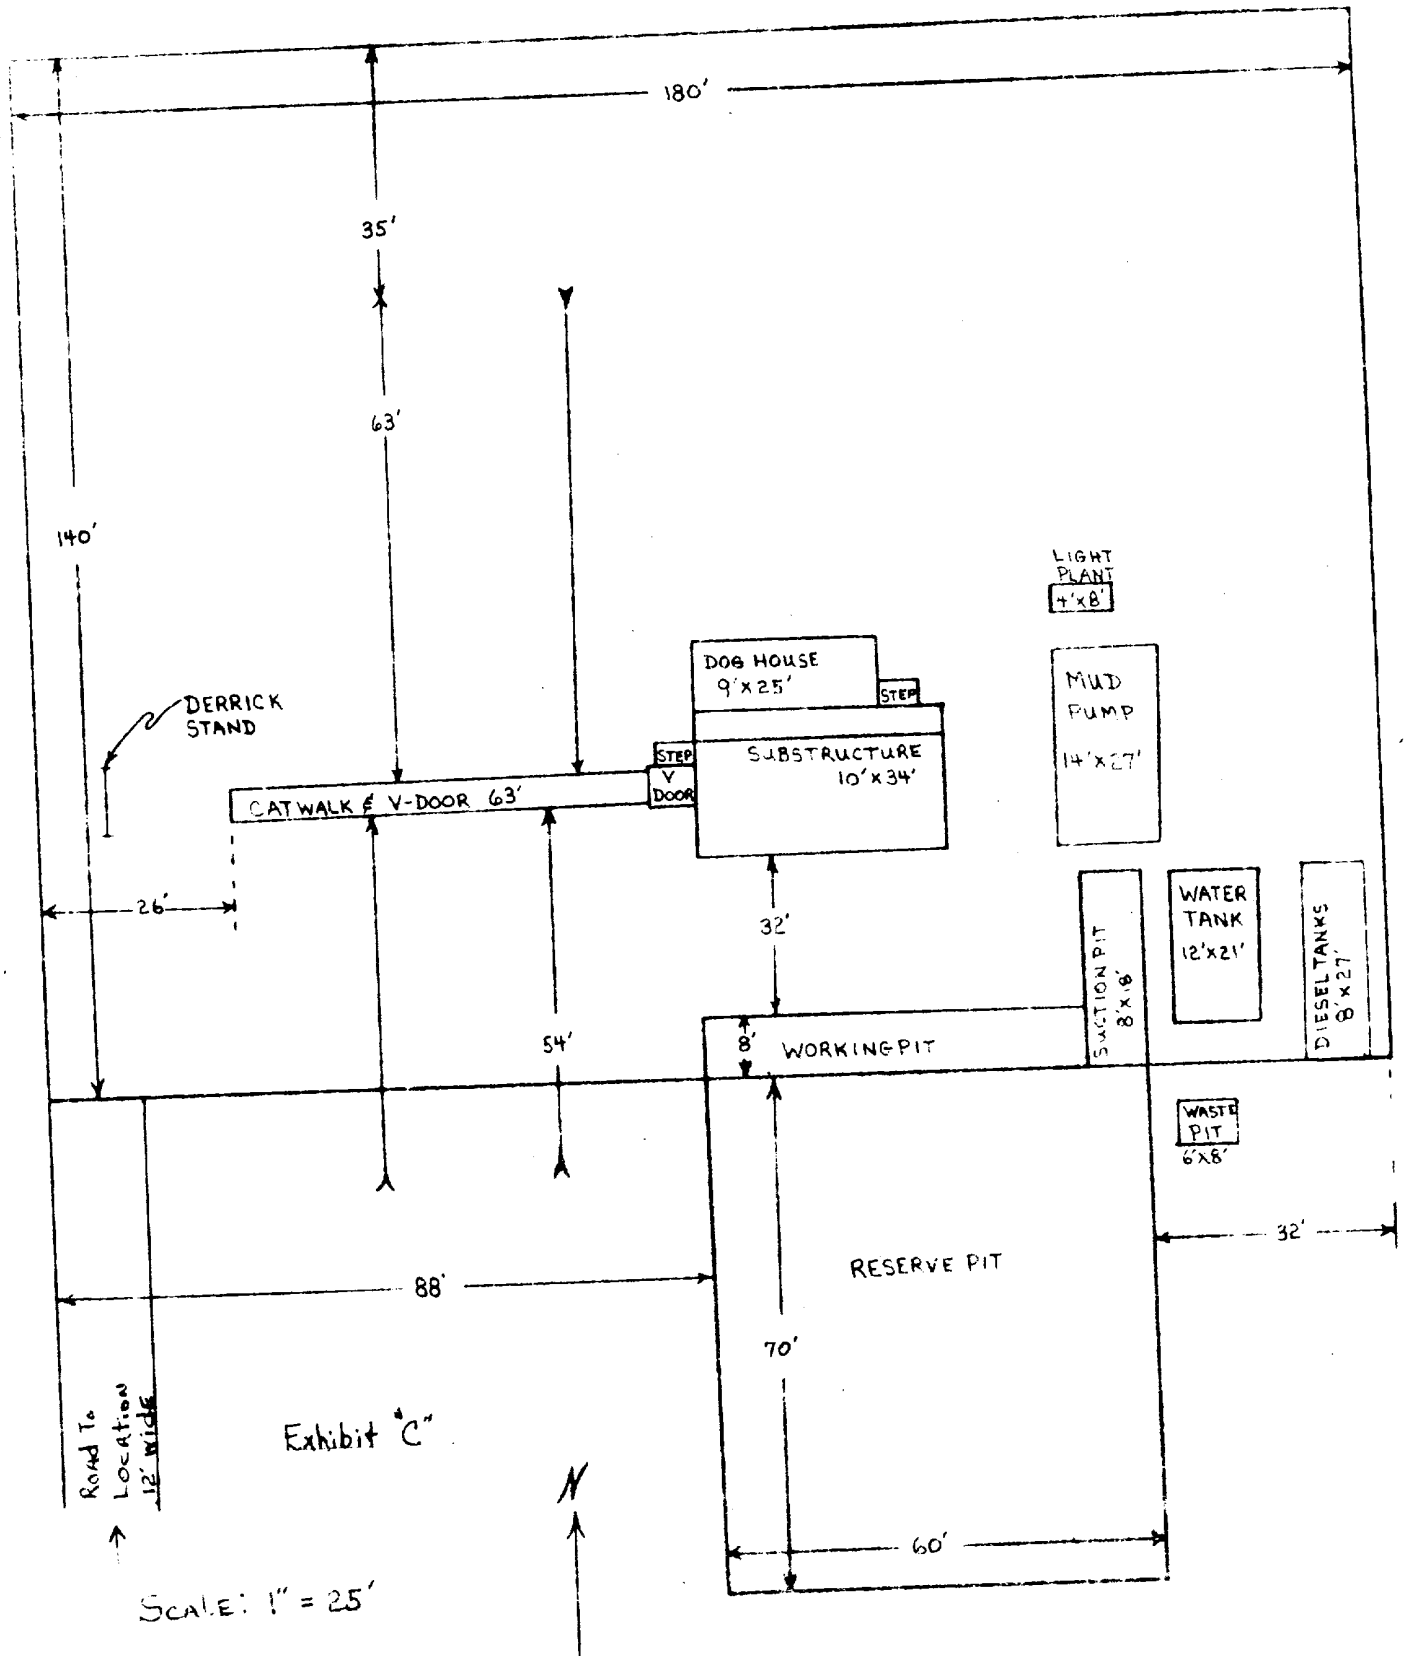 180'
35'
63'
140'
LIGHT
PLANT
4'X8'
DOG HOUSE
9'X25'
STEP
MUD
PUMP
14'X27'
DERRICK
STAND
STEP
SUBSTRUCTURE
10'X34'
V
DOOR
CATWALK & V-DOOR 63'
26'
32'
WATER
TANK
12'X21'
SUCTION PIT
8'X18'
DIESEL TANKS
8'X27'
54'
8'
WORKING PIT
WASTE
PIT
6'X8'
32'
RESERVE PIT
88'
70'
Road To
Location
12' wide
Exhibit "C"
N
60'
SCALE: 1" = 25'